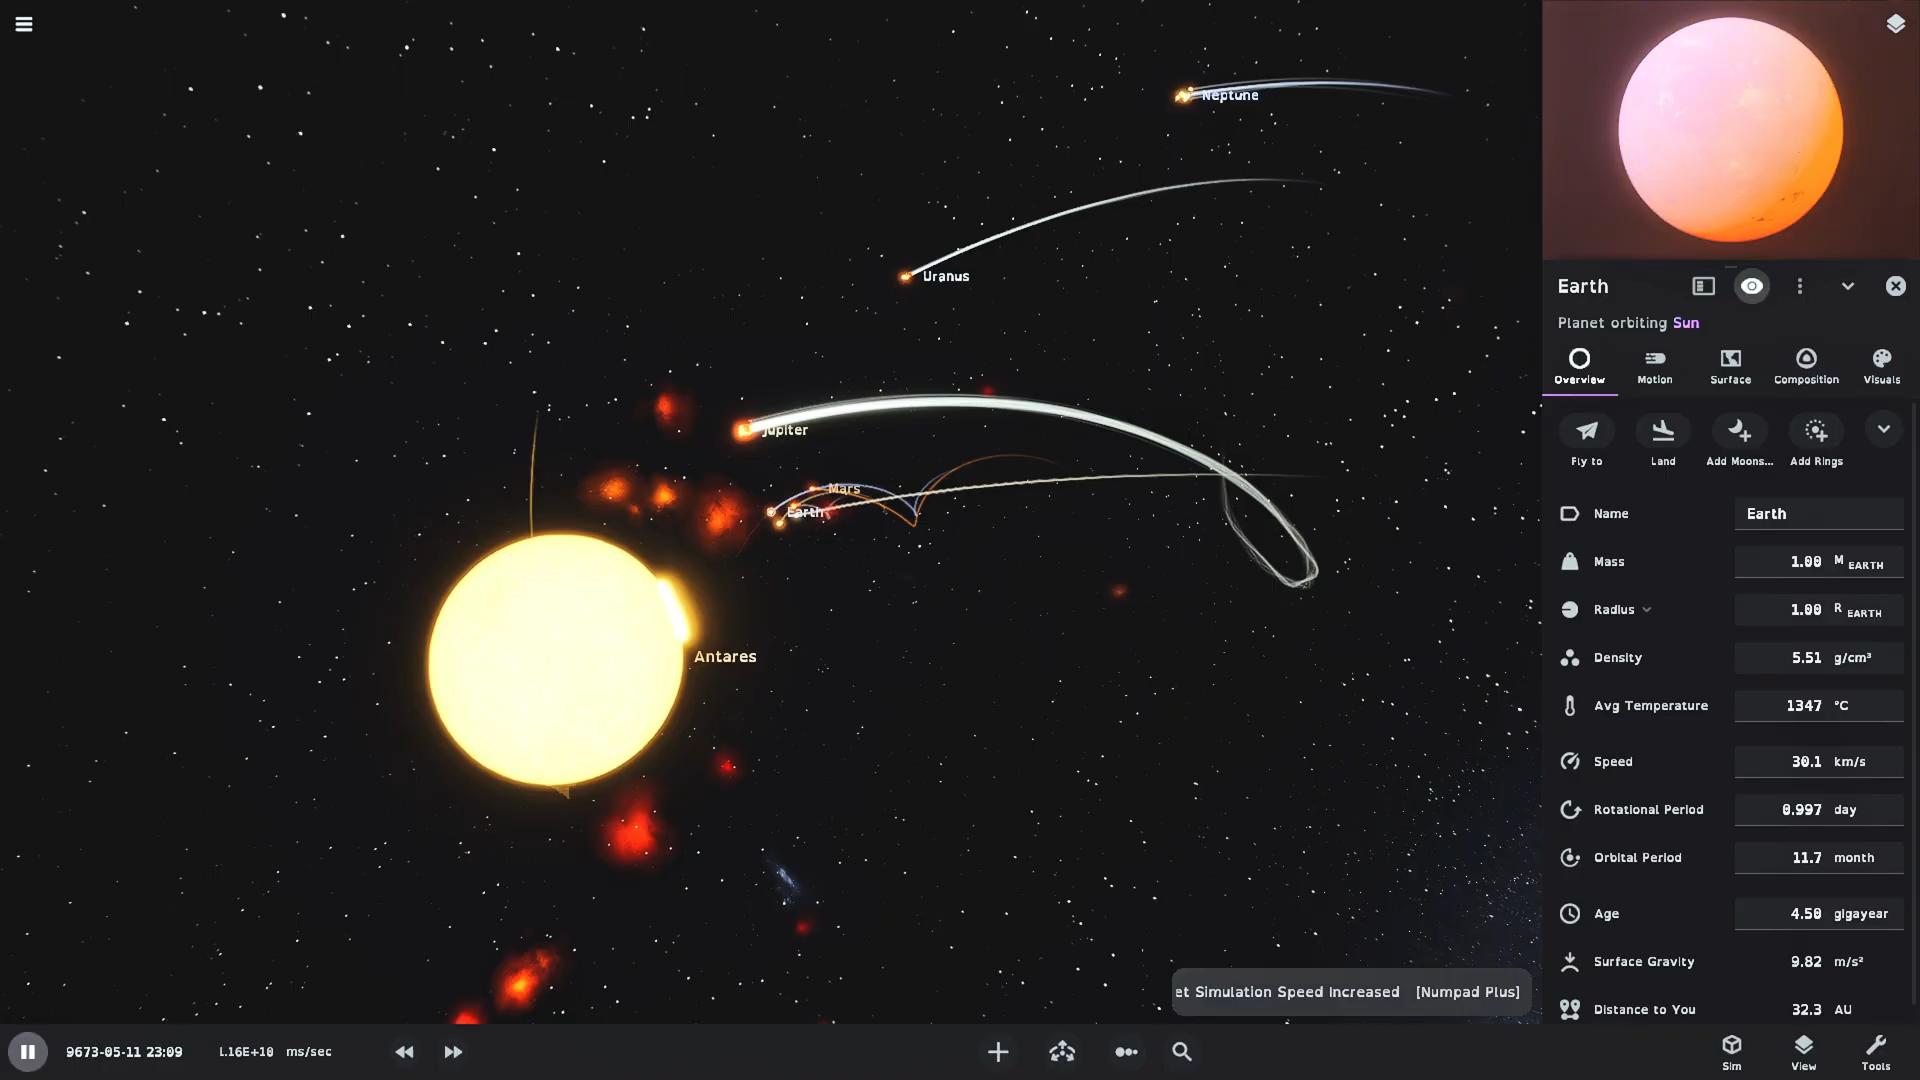 Neptune
Uranus
Jupiter
Mars
Earth
Antares
Earth
Planet orbiting Sun
Overview Motion Surface Composition Visuals
Fly to Land Add Moons... Add Rings
Name Earth
Mass 1.00 M EARTH
Radius 1.00 R EARTH
Density 5.51 g/cm³
Avg Temperature 1347 °C
Speed 30.1 km/s
Rotational Period 0.997 day
Orbital Period 11.7 month
Age 4.50 gigayear
Surface Gravity 9.82 m/s²
Distance to You 32.3 AU
et Simulation Speed Increased [Numpad Plus]
9673-05-11 23:09 1.16E+10 ms/sec
Sim View Tools